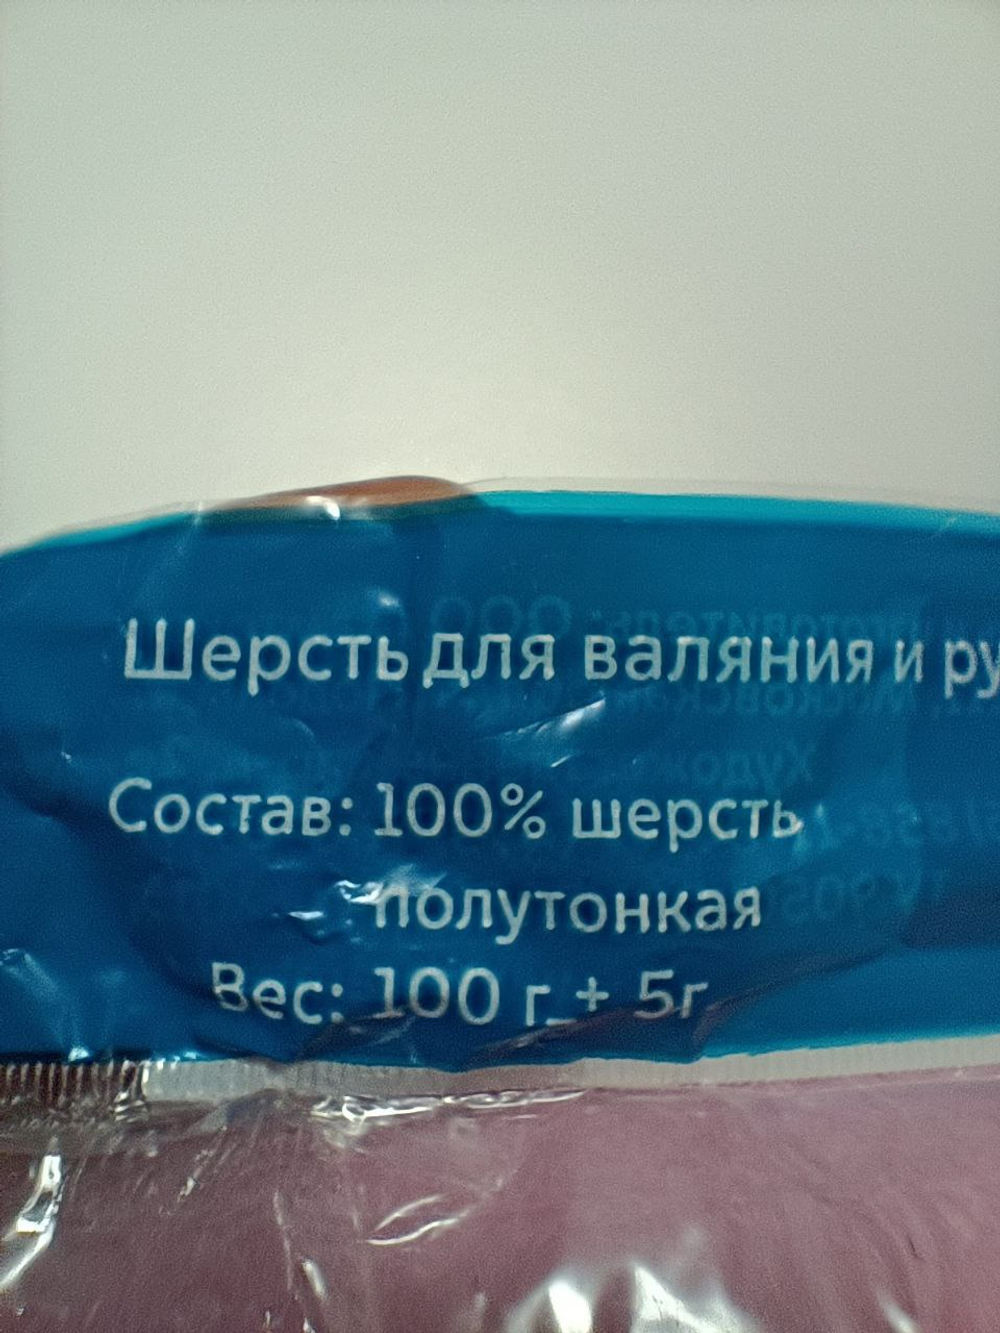 Шерсть для валяния и ру
Состав: 100% шерсть
полутонкая
Вес: 100 г ± 5г